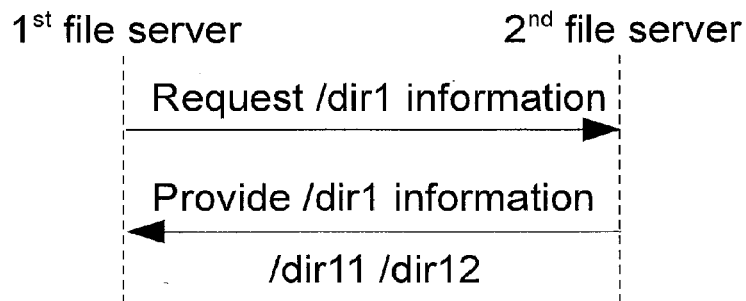 1st file server 2nd file server
Request /dir1 information
Provide /dir1 information
/dir11 /dir12